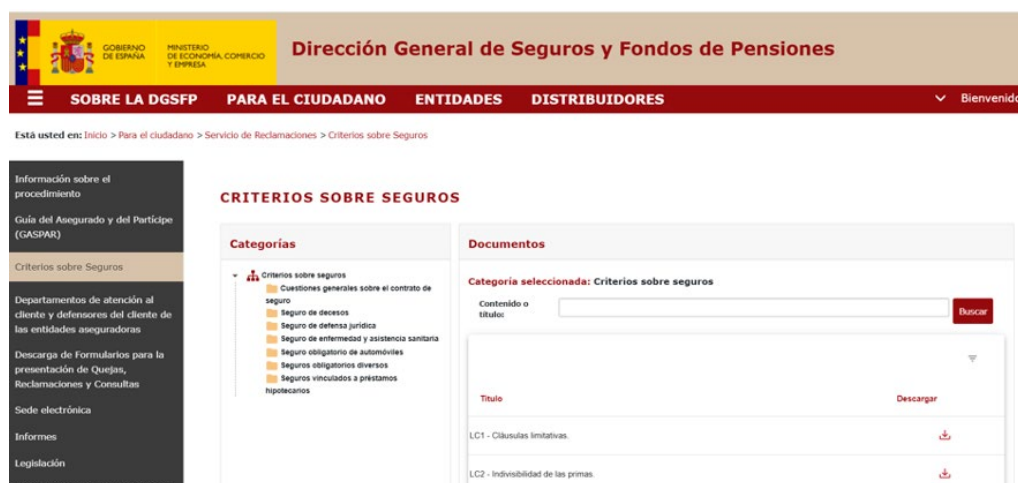 GOBIERNO
DE ESPAÑA
MINISTERIO
DE ECONOMÍA, COMERCIO
Y EMPRESA
Dirección General de Seguros y Fondos de Pensiones
SOBRE LA DGSFP PARA EL CIUDADANO ENTIDADES DISTRIBUIDORES Bienvenido
Está usted en: Inicio > Para el ciudadano > Servicio de Reclamaciones > Criterios sobre Seguros
Información sobre el
procedimiento
Guía del Asegurado y del Partícipe
(GASPAR)
Criterios sobre Seguros
Departamentos de atención al
cliente y defensores del cliente de
las entidades aseguradoras
Descarga de Formularios para la
presentación de Quejas,
Reclamaciones y Consultas
Sede electrónica
Informes
Legislación
CRITERIOS SOBRE SEGUROS
Categorías
Criterios sobre seguros
Cuestiones generales sobre el contrato de
seguro
Seguro de decesos
Seguro de defensa jurídica
Seguro de enfermedad y asistencia sanitaria
Seguro obligatorio de automóviles
Seguros obligatorios diversos
Seguros vinculados a préstamos
hipotecarios
Documentos
Categoría seleccionada: Criterios sobre seguros
Contenido o
título:
Buscar
Título Descargar
LC1 - Cláusulas limitativas.
LC2 - Indivisibilidad de las primas.